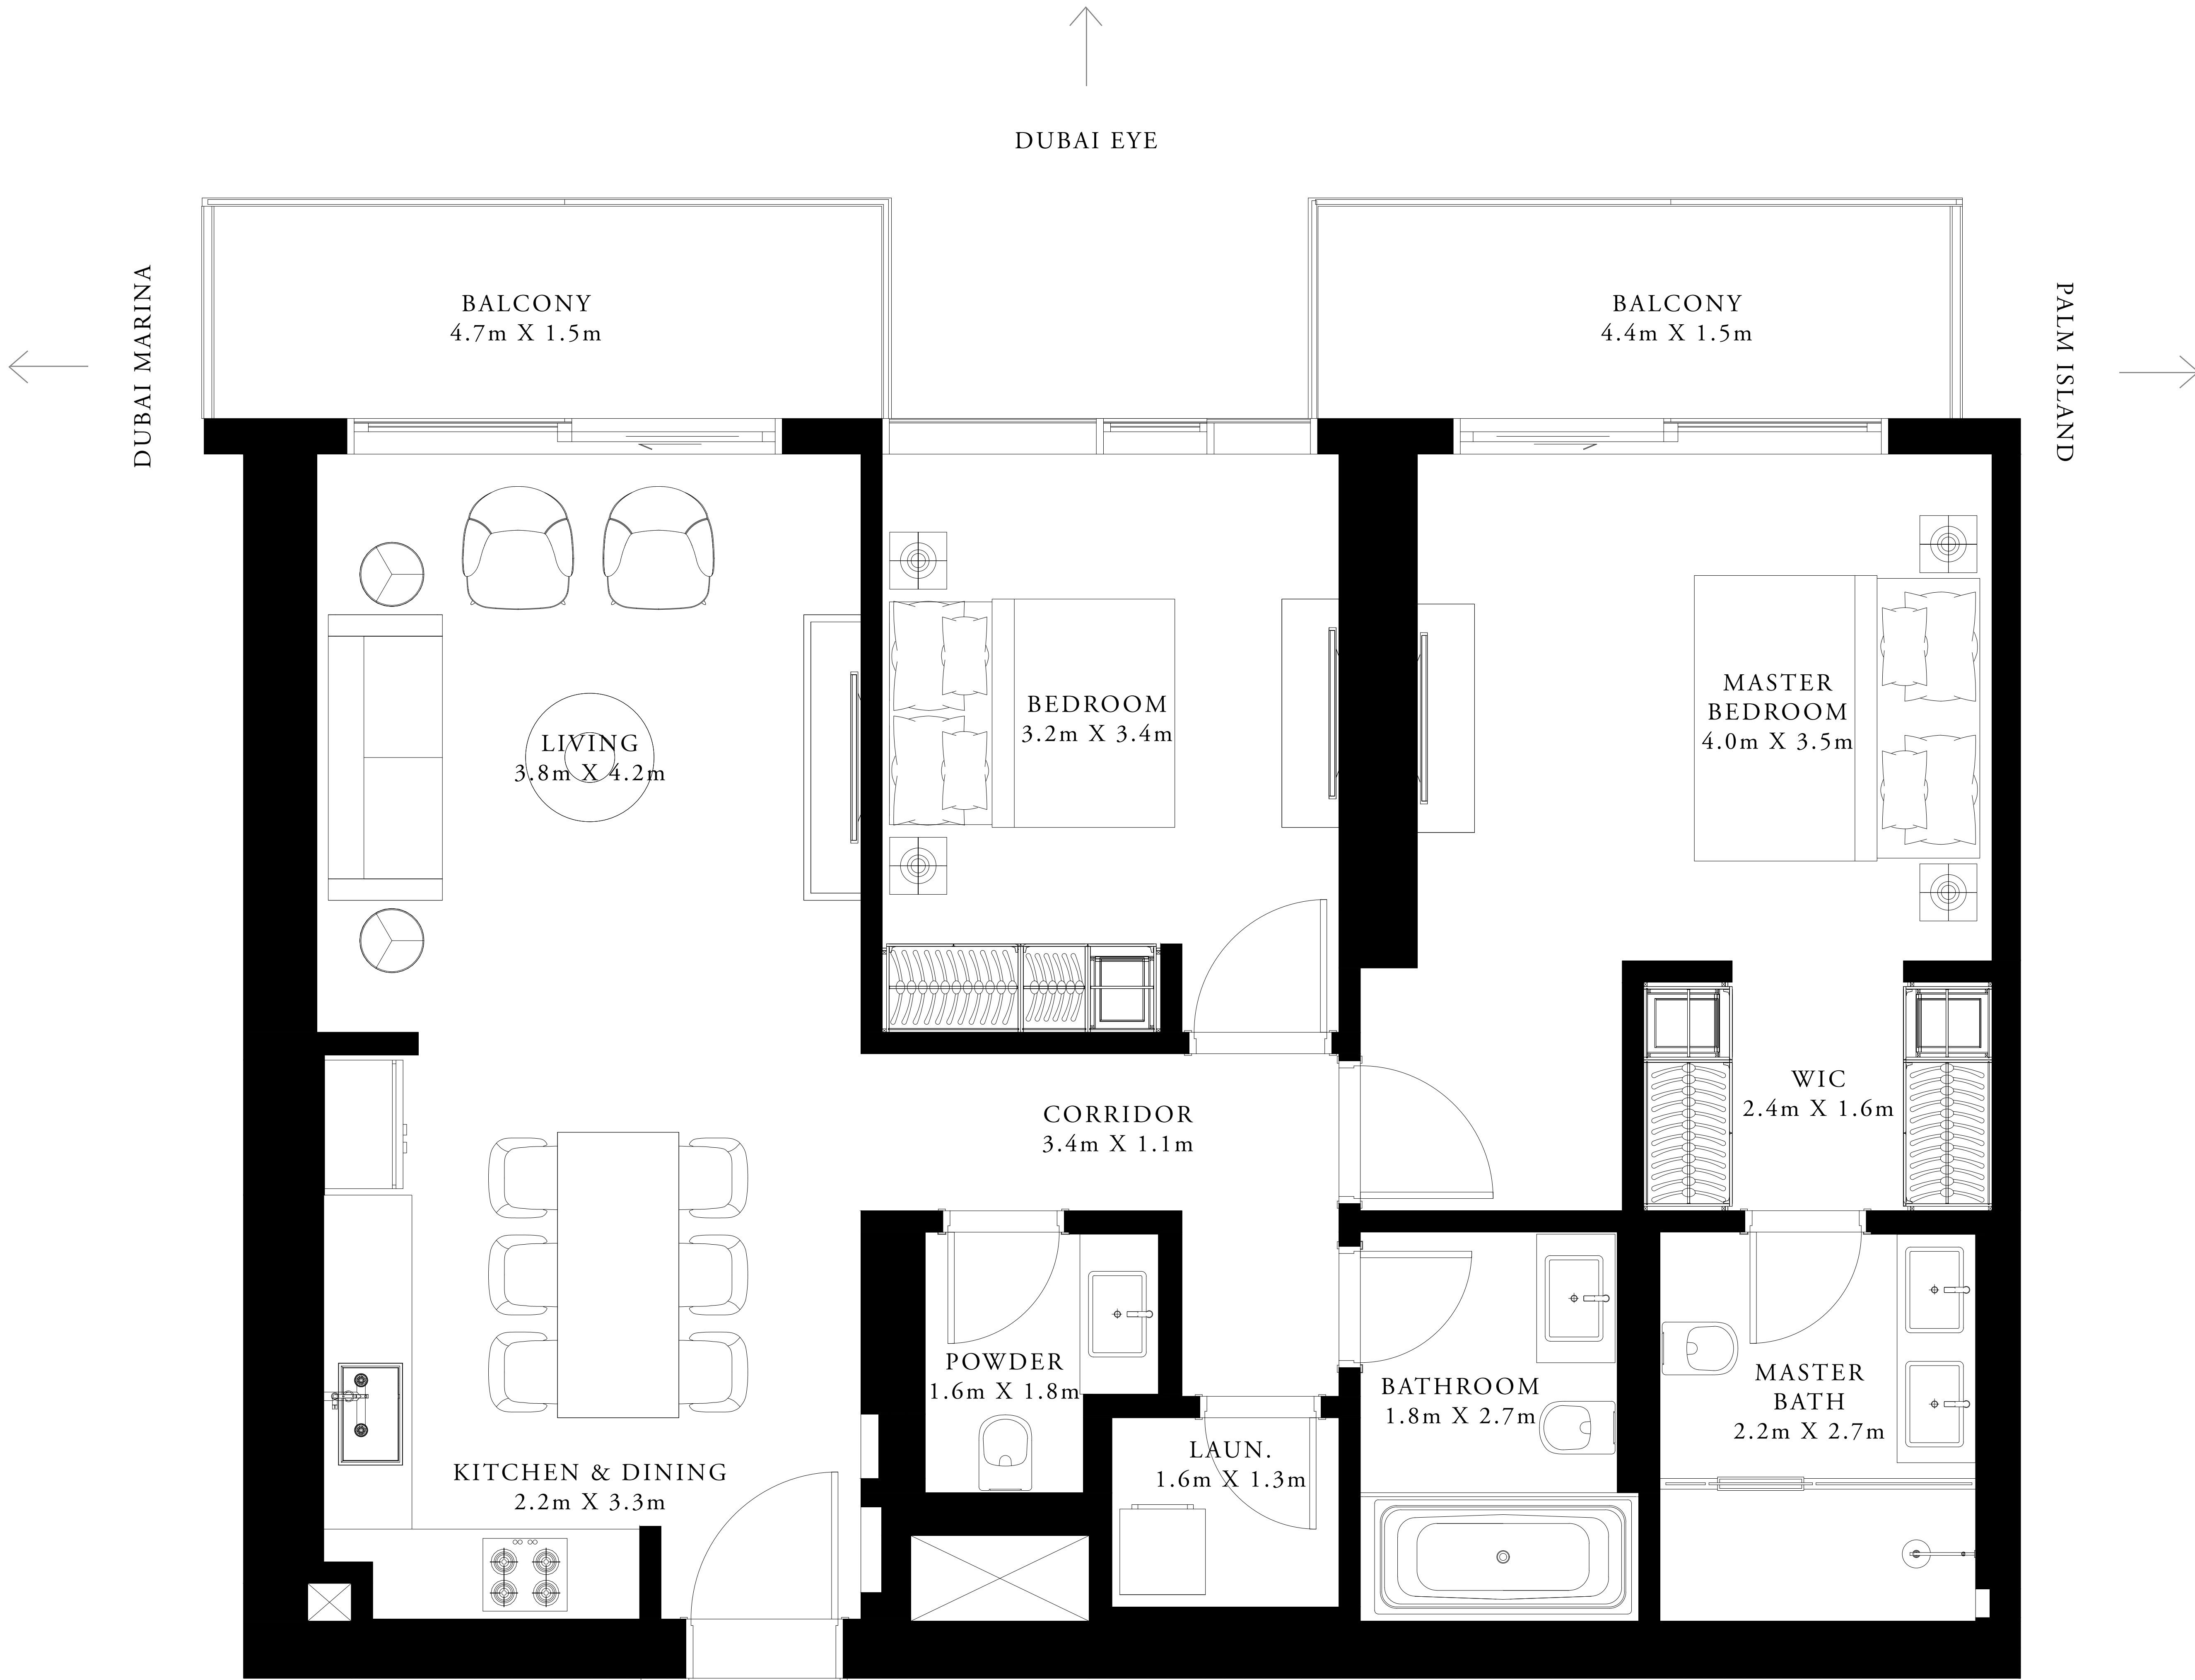 DUBAI EYE
DUBAI MARINA
PALM ISLAND
BALCONY
4.7m X 1.5m
BALCONY
4.4m X 1.5m
LIVING
3.8m X 4.2m
BEDROOM
3.2m X 3.4m
MASTER
BEDROOM
4.0m X 3.5m
WIC
2.4m X 1.6m
CORRIDOR
3.4m X 1.1m
KITCHEN & DINING
2.2m X 3.3m
POWDER
1.6m X 1.8m
LAUN.
1.6m X 1.3m
BATHROOM
1.8m X 2.7m
MASTER
BATH
2.2m X 2.7m